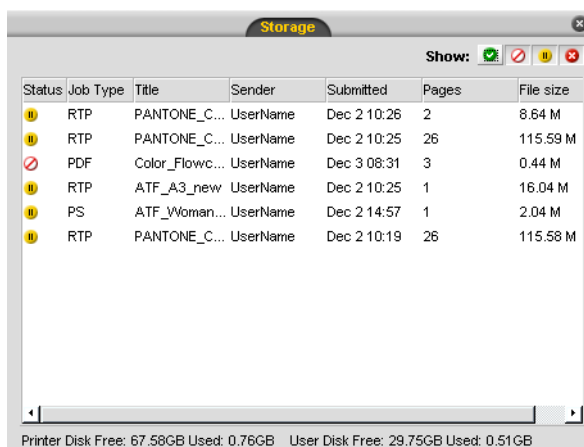 Storage
Show:
Status Job Type Title Sender Submitted Pages File size
RTP PANTONE_C... UserName Dec 2 10:26 2 8.64 M
RTP PANTONE_C... UserName Dec 2 10:25 26 115.59 M
PDF Color_Flowc... UserName Dec 3 08:31 3 0.44 M
RTP ATF_A3_new UserName Dec 2 10:25 1 16.04 M
PS ATF_Woman... UserName Dec 2 14:57 1 2.04 M
RTP PANTONE_C... UserName Dec 2 10:19 26 115.58 M
Printer Disk Free: 67.58GB Used: 0.76GB User Disk Free: 29.75GB Used: 0.51GB